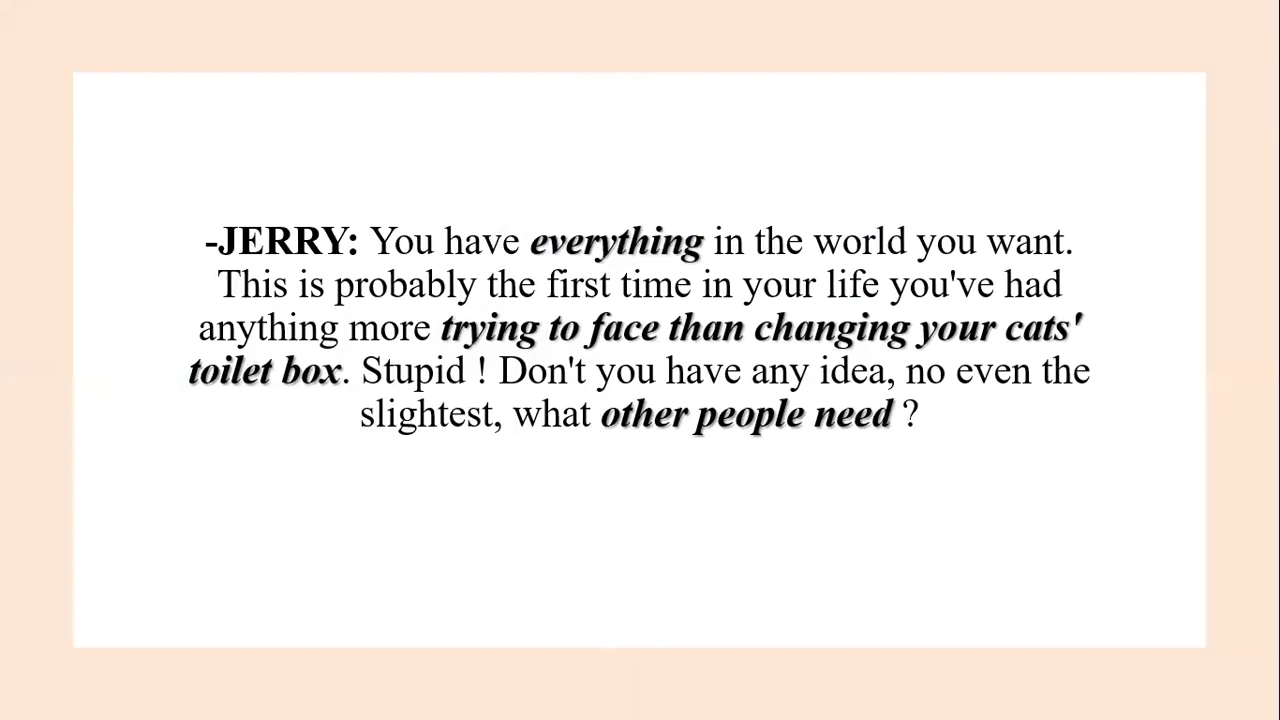 -JERRY: You have everything in the world you want.
This is probably the first time in your life you've had
anything more trying to face than changing your cats'
toilet box. Stupid ! Don't you have any idea, no even the
slightest, what other people need ?